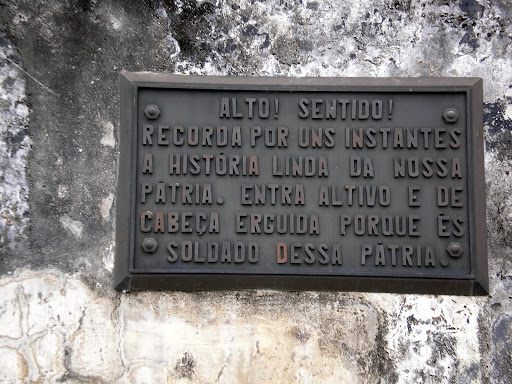 ALTO! SENTIDO!
RECORDA POR UNS INSTANTES
A HISTÓRIA LINDA DA NOSSA
PÁTRIA. ENTRA ALTIVO E DE
CABEÇA ERGUIDA PORQUE ÉS
SOLDADO DESSA PÁTRIA.